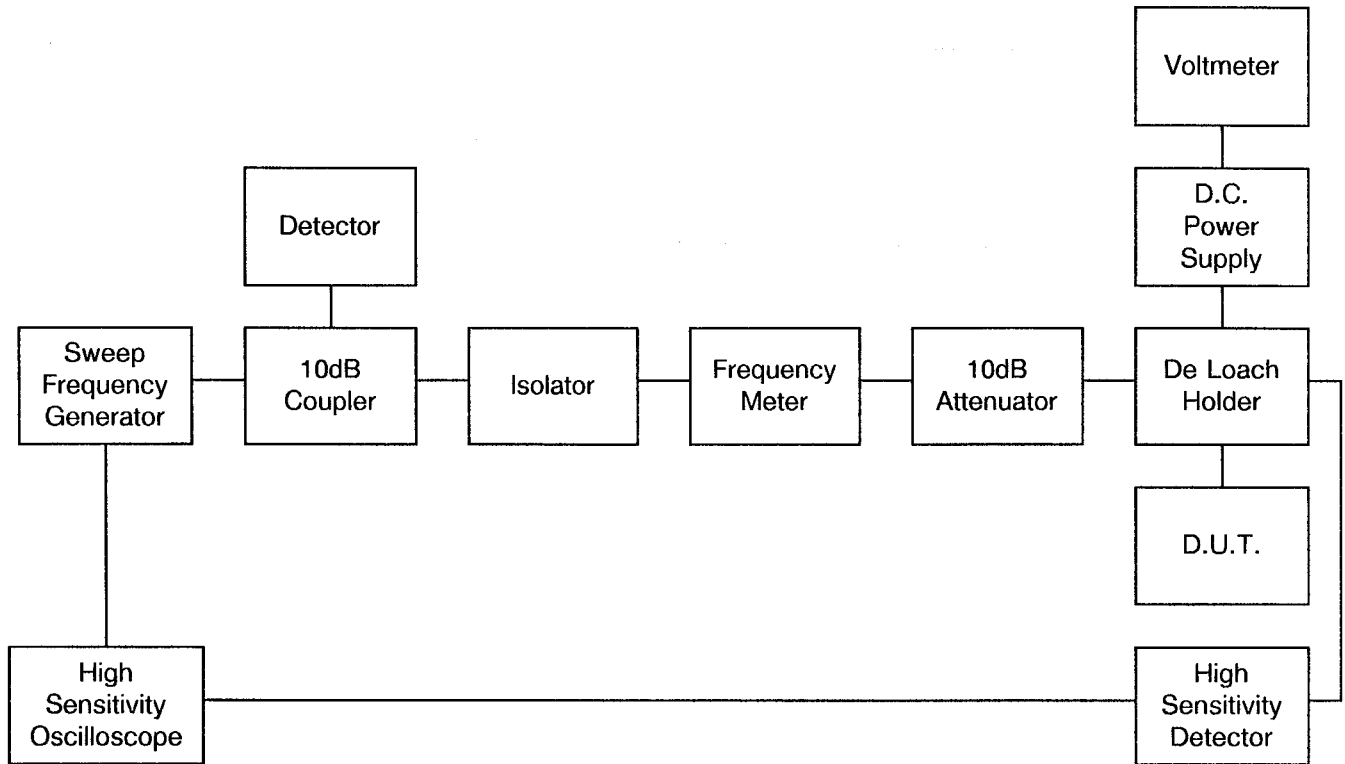 Voltmeter
D.C.
Power
Supply
Detector
Sweep
Frequency
Generator
10dB
Coupler
Isolator
Frequency
Meter
10dB
Attenuator
De Loach
Holder
D.U.T.
High
Sensitivity
Oscilloscope
High
Sensitivity
Detector